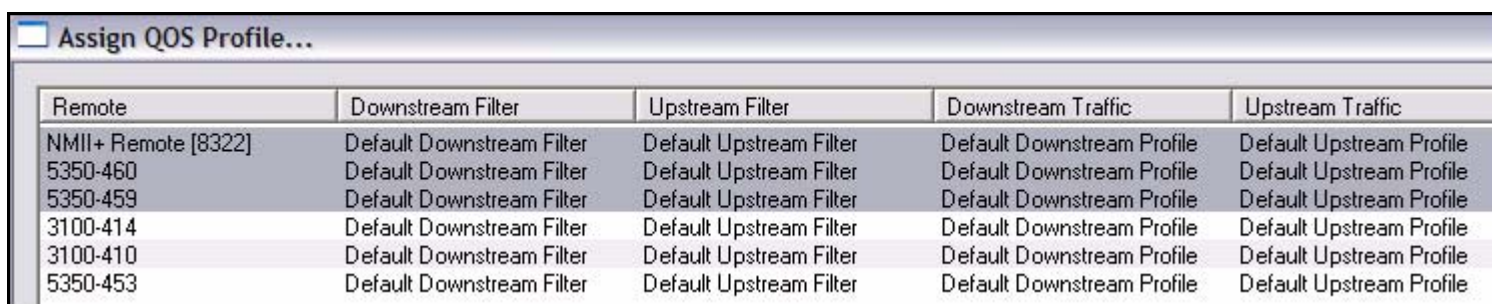 Assign QOS Profile...
Remote Downstream Filter Upstream Filter Downstream Traffic Upstream Traffic
NMII+ Remote [8322] Default Downstream Filter Default Upstream Filter Default Downstream Profile Default Upstream Profile
5350-460 Default Downstream Filter Default Upstream Filter Default Downstream Profile Default Upstream Profile
5350-459 Default Downstream Filter Default Upstream Filter Default Downstream Profile Default Upstream Profile
3100-414 Default Downstream Filter Default Upstream Filter Default Downstream Profile Default Upstream Profile
3100-410 Default Downstream Filter Default Upstream Filter Default Downstream Profile Default Upstream Profile
5350-453 Default Downstream Filter Default Upstream Filter Default Downstream Profile Default Upstream Profile